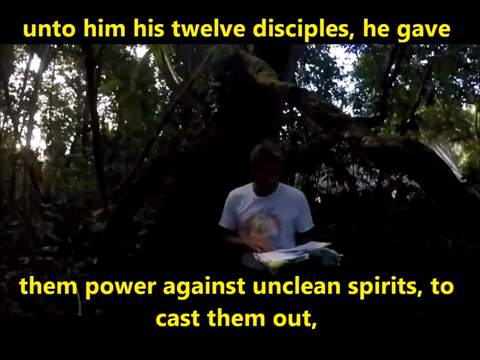 unto him his twelve disciples, he gave
them power against unclean spirits, to
cast them out,